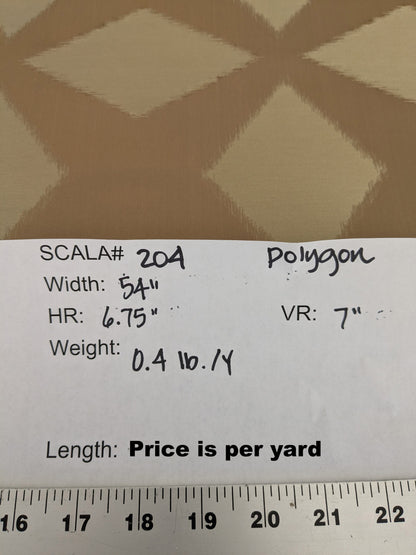 SCALA# 204 Polygon
Width: 54"
HR: 6.75" VR: 7"
Weight: 0.4 lb./Y
Length: Price is per yard
16 17 18 19 20 21 22